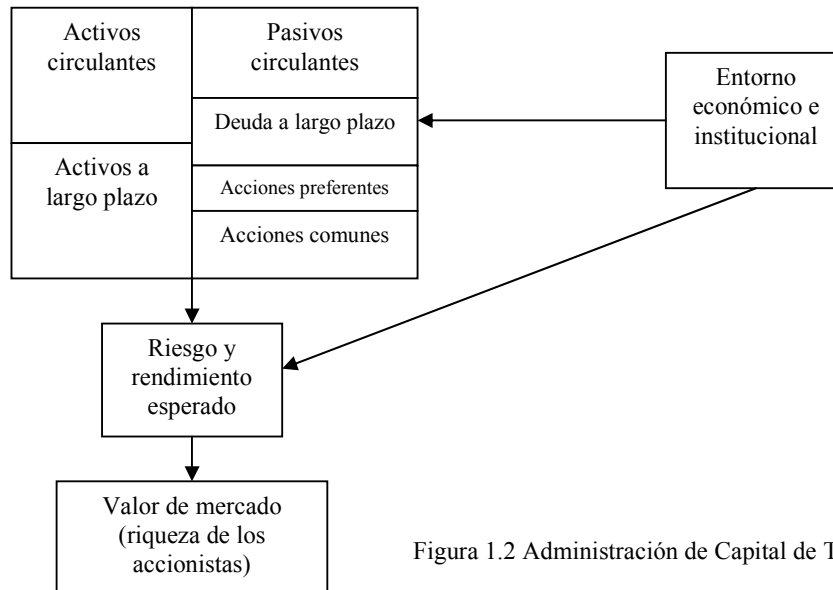 Activos
circulantes
Pasivos
circulantes
Deuda a largo plazo
Activos a
largo plazo
Acciones preferentes
Acciones comunes
Entorno
económico e
institucional
Riesgo y
rendimiento
esperado
Valor de mercado
(riqueza de los
accionistas)
Figura 1.2 Administración de Capital de T